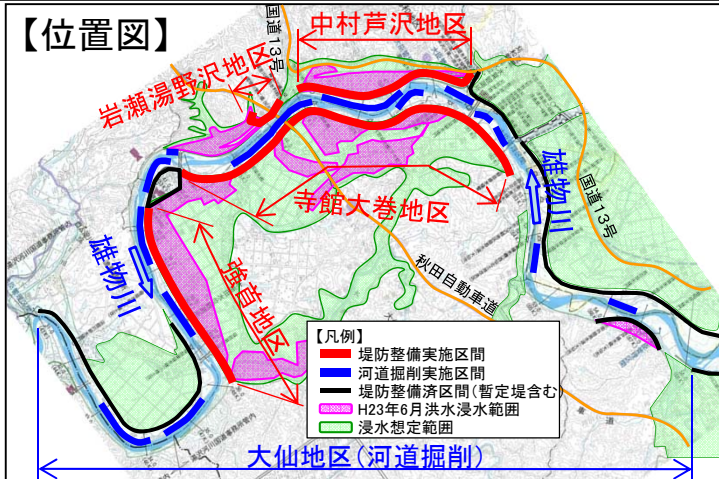 【位置図】
国道13号
中村芦沢地区
岩瀬湯野沢地区
寺館大巻地区
雄物川
国道13号
雄物川
強首地区
秋田自動車道
【凡例】
堤防整備実施区間
河道掘削実施区間
堤防整備済区間(暫定堤含む)
H23年6月洪水浸水範囲
浸水想定範囲
大仙地区(河道掘削)